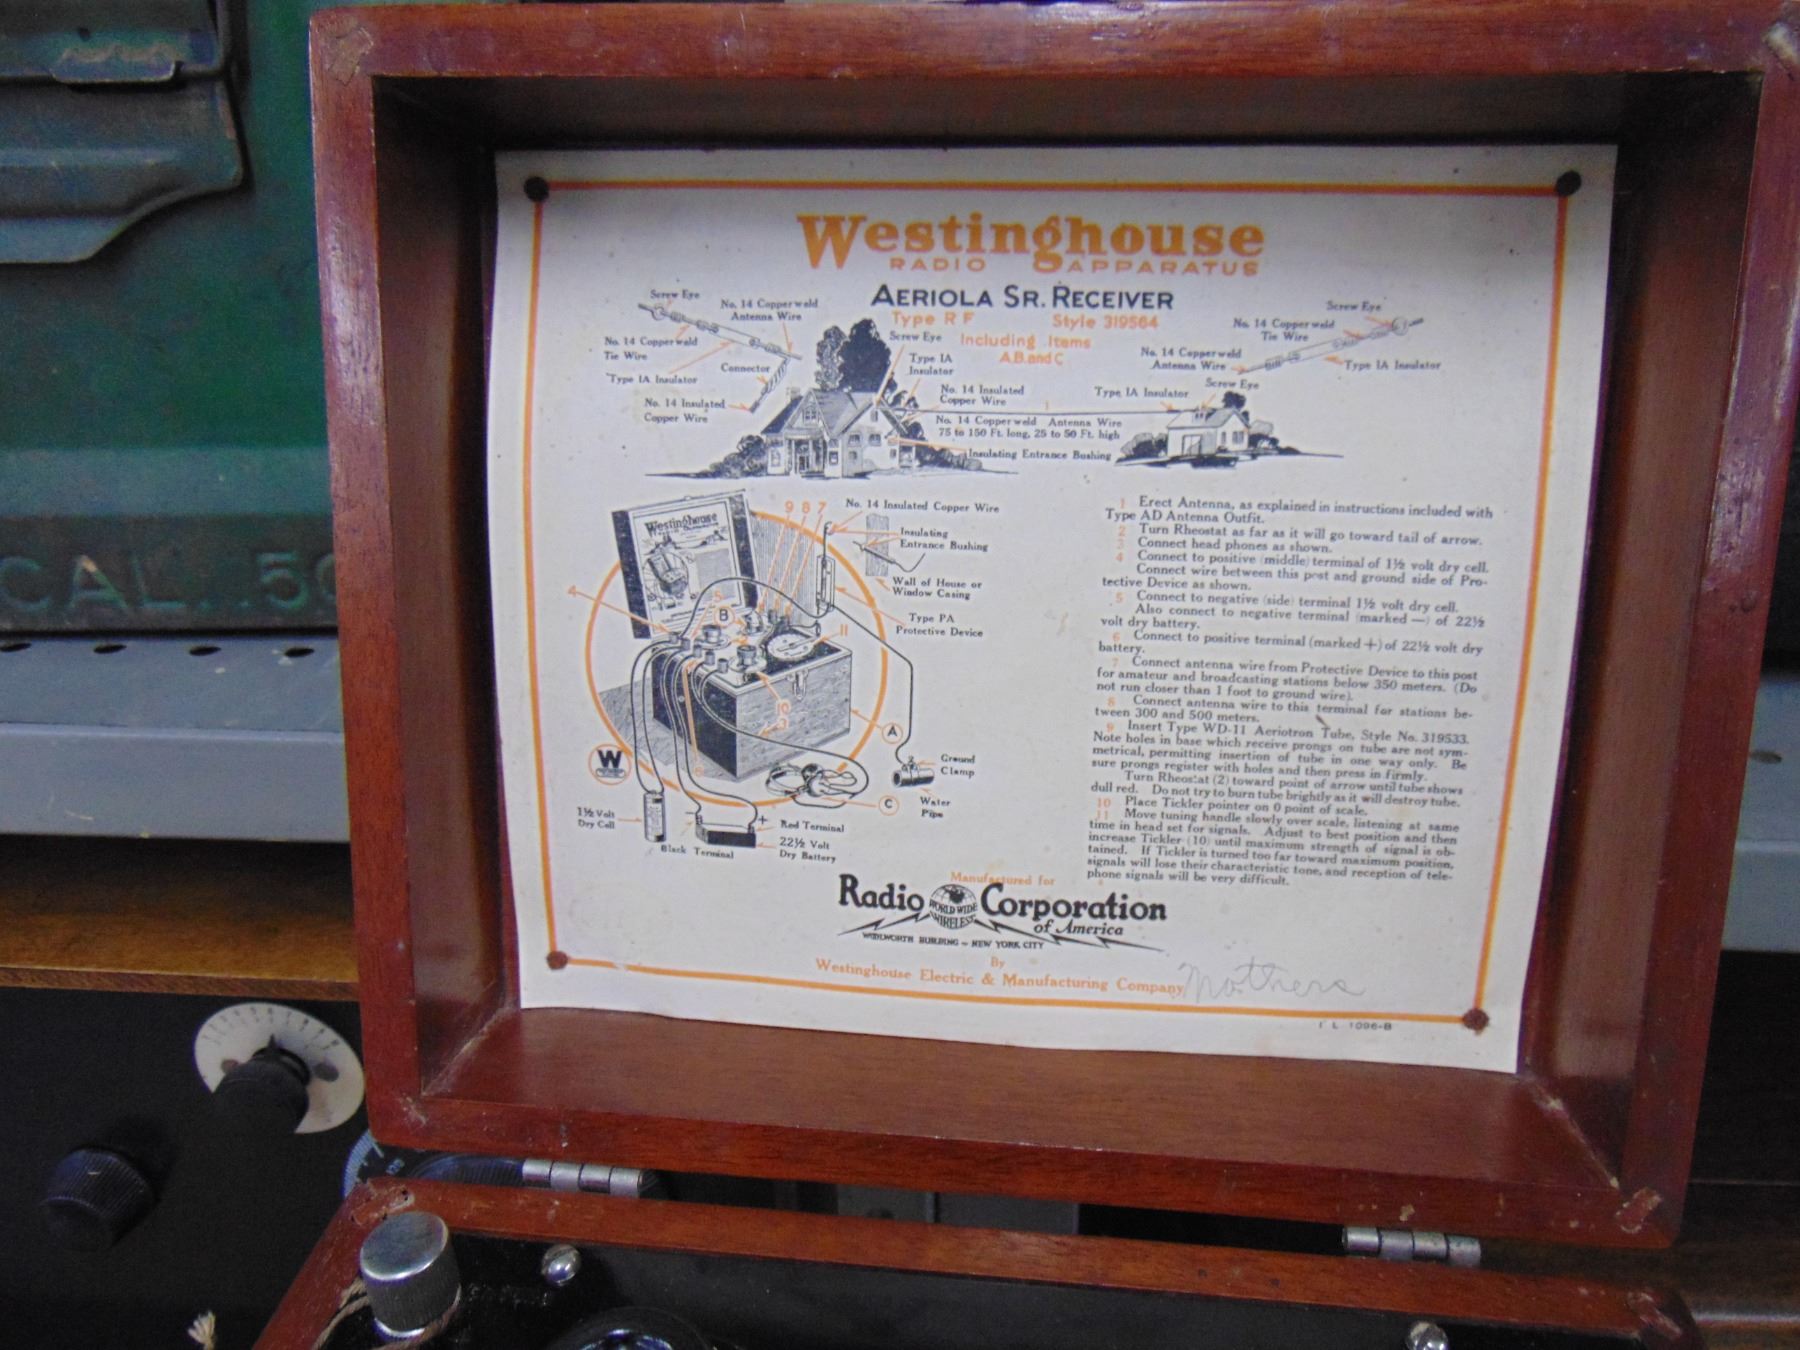 CAL..50
Westinghouse
RADIO APPARATUS
AERIOLA SR. RECEIVER
Type R F Style 319564
Including Items
A.B. and C
Screw Eye
No. 14 Copperweld
Antenna Wire
No. 14 Copperweld
Tie Wire
Connector
Type IA Insulator
No. 14 Insulated
Copper Wire
Screw Eye
Type IA
Insulator
No. 14 Insulated
Copper Wire
No. 14 Copperweld Antenna Wire
75 to 150 Ft. long, 25 to 50 Ft. high
Insulating Entrance Bushing
Screw Eye
No. 14 Copperweld
Tie Wire
No. 14 Copperweld
Antenna Wire
Type IA Insulator
Type IA Insulator
Screw Eye
1
Westinghouse
9 8 7
No. 14 Insulated Copper Wire
Insulating
Entrance Bushing
Wall of House or
Window Casing
Type PA
Protective Device
4
5
B
11
10
3
2
6
A
W
C
Ground
Clamp
Water
Pipe
1½ Volt
Dry Cell
+
Red Terminal
Black Terminal
22½ Volt
Dry Battery
1 Erect Antenna, as explained in instructions included with
Type AD Antenna Outfit.
2 Turn Rheostat as far as it will go toward tail of arrow.
3 Connect head phones as shown.
4 Connect to positive (middle) terminal of 1½ volt dry cell.
Connect wire between this post and ground side of Pro-
tective Device as shown.
5 Connect to negative (side) terminal 1½ volt dry cell.
Also connect to negative terminal (marked —) of 22½
volt dry battery.
6 Connect to positive terminal (marked +) of 22½ volt dry
battery.
7 Connect antenna wire from Protective Device to this post
for amateur and broadcasting stations below 350 meters. (Do
not run closer than 1 foot to ground wire).
8 Connect antenna wire to this terminal for stations be-
tween 300 and 500 meters.
9 Insert Type WD-11 Aeriotron Tube, Style No. 319533.
Note holes in base which receive prongs on tube are not sym-
metrical, permitting insertion of tube in one way only. Be
sure prongs register with holes and then press in firmly.
Turn Rheostat (2) toward point of arrow until tube shows
dull red. Do not try to burn tube brightly as it will destroy tube.
10 Place Tickler pointer on 0 point of scale.
11 Move tuning handle slowly over scale, listening at same
time in head set for signals. Adjust to best position and then
increase Tickler (10) until maximum strength of signal is ob-
tained. If Tickler is turned too far toward maximum position,
signals will lose their characteristic tone, and reception of tele-
phone signals will be very difficult.
Manufactured for
Radio Corporation
WORLD WIDE
WIRELESS
of America
WOOLWORTH BUILDING ~ NEW YORK CITY
By
Westinghouse Electric & Manufacturing Company
Mothers
I L 1096-B